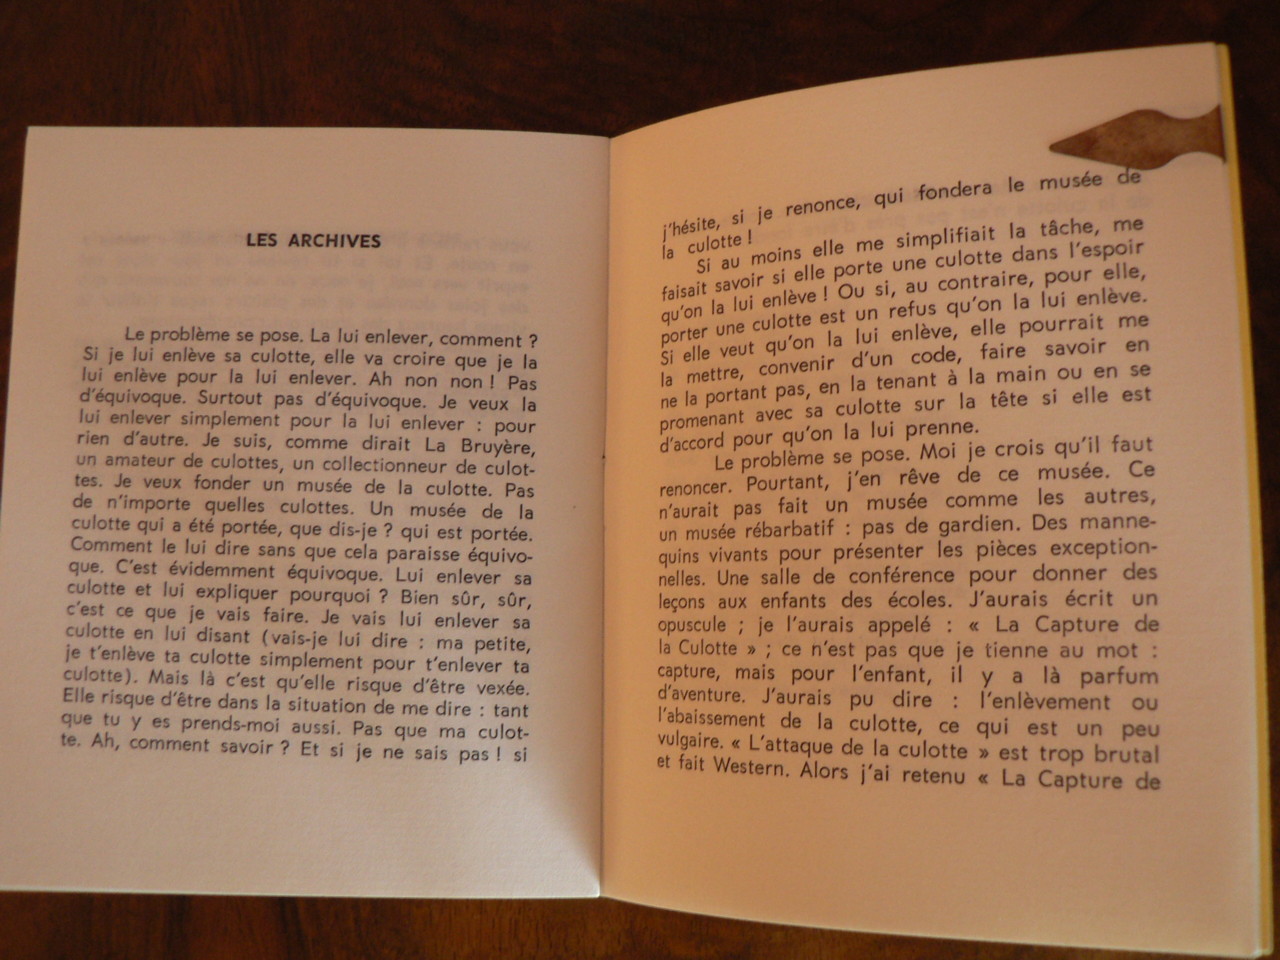 LES ARCHIVES
Le problème se pose. La lui enlever, comment ?
Si je lui enlève sa culotte, elle va croire que je la
lui enlève pour la lui enlever. Ah non non ! Pas
d'équivoque. Surtout pas d'équivoque. Je veux la
lui enlever simplement pour la lui enlever : pour
rien d'autre. Je suis, comme dirait La Bruyère,
un amateur de culottes, un collectionneur de culot-
tes. Je veux fonder un musée de la culotte. Pas
de n'importe quelles culottes. Un musée de la
culotte qui a été portée, que dis-je ? qui est portée.
Comment le lui dire sans que cela paraisse équivo-
que. C'est évidemment équivoque. Lui enlever sa
culotte et lui expliquer pourquoi ? Bien sûr, sûr,
c'est ce que je vais faire. Je vais lui enlever sa
culotte en lui disant (vais-je lui dire : ma petite,
je t'enlève ta culotte simplement pour t'enlever ta
culotte). Mais là c'est qu'elle risque d'être vexée.
Elle risque d'être dans la situation de me dire : tant
que tu y es prends-moi aussi. Pas que ma culot-
te. Ah, comment savoir ? Et si je ne sais pas ! si
j'hésite, si je renonce, qui fondera le musée de
la culotte !
Si au moins elle me simplifiait la tâche, me
faisait savoir si elle porte une culotte dans l'espoir
qu'on la lui enlève ! Ou si, au contraire, pour elle,
porter une culotte est un refus qu'on la lui enlève.
Si elle veut qu'on la lui enlève, elle pourrait me
la mettre, convenir d'un code, faire savoir en
ne la portant pas, en la tenant à la main ou en se
promenant avec sa culotte sur la tête si elle est
d'accord pour qu'on la lui prenne.
Le problème se pose. Moi je crois qu'il faut
renoncer. Pourtant, j'en rêve de ce musée. Ce
n'aurait pas fait un musée comme les autres,
un musée rébarbatif : pas de gardien. Des manne-
quins vivants pour présenter les pièces exception-
nelles. Une salle de conférence pour donner des
leçons aux enfants des écoles. J'aurais écrit un
opuscule ; je l'aurais appelé : « La Capture de
la Culotte » ; ce n'est pas que je tienne au mot :
capture, mais pour l'enfant, il y a là parfum
d'aventure. J'aurais pu dire : l'enlèvement ou
l'abaissement de la culotte, ce qui est un peu
vulgaire. « L'attaque de la culotte » est trop brutal
et fait Western. Alors j'ai retenu « La Capture de